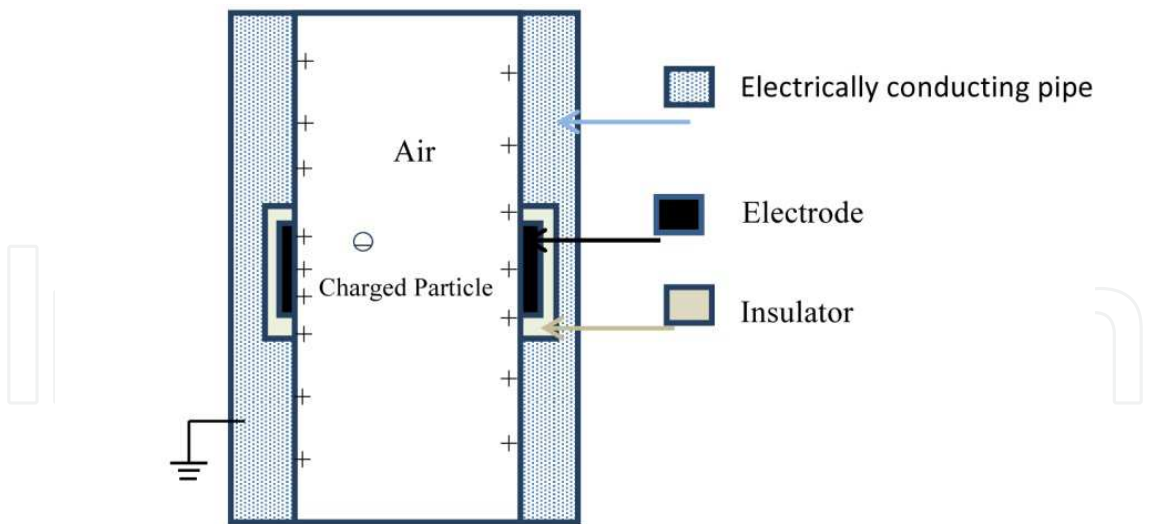 Electrically conducting pipe
Air
Electrode
Charged Particle
Insulator